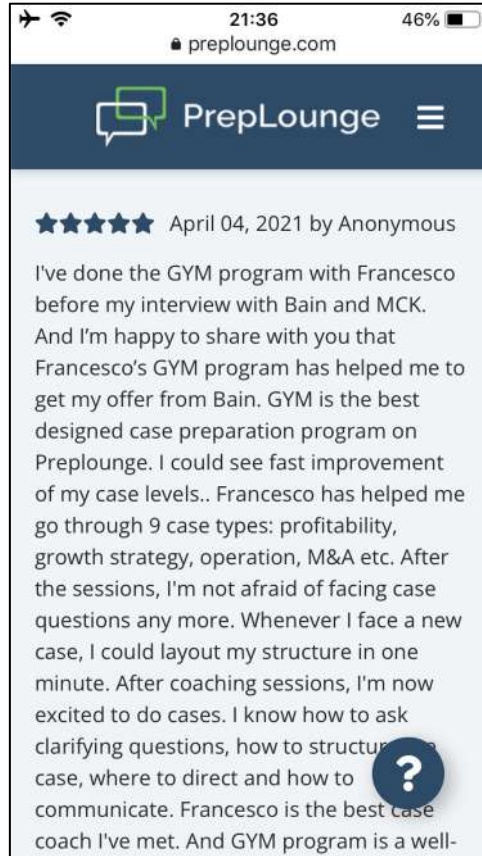 21:36
46%
preplounge.com
PrepLounge
April 04, 2021 by Anonymous
I've done the GYM program with Francesco
before my interview with Bain and MCK.
And I’m happy to share with you that
Francesco’s GYM program has helped me to
get my offer from Bain. GYM is the best
designed case preparation program on
Preplounge. I could see fast improvement
of my case levels.. Francesco has helped me
go through 9 case types: profitability,
growth strategy, operation, M&A etc. After
the sessions, I'm not afraid of facing case
questions any more. Whenever I face a new
case, I could layout my structure in one
minute. After coaching sessions, I'm now
excited to do cases. I know how to ask
clarifying questions, how to
case, where to direct and how to
?
communicate. Francesco is the best case
coach I've met. And GYM program is a well-